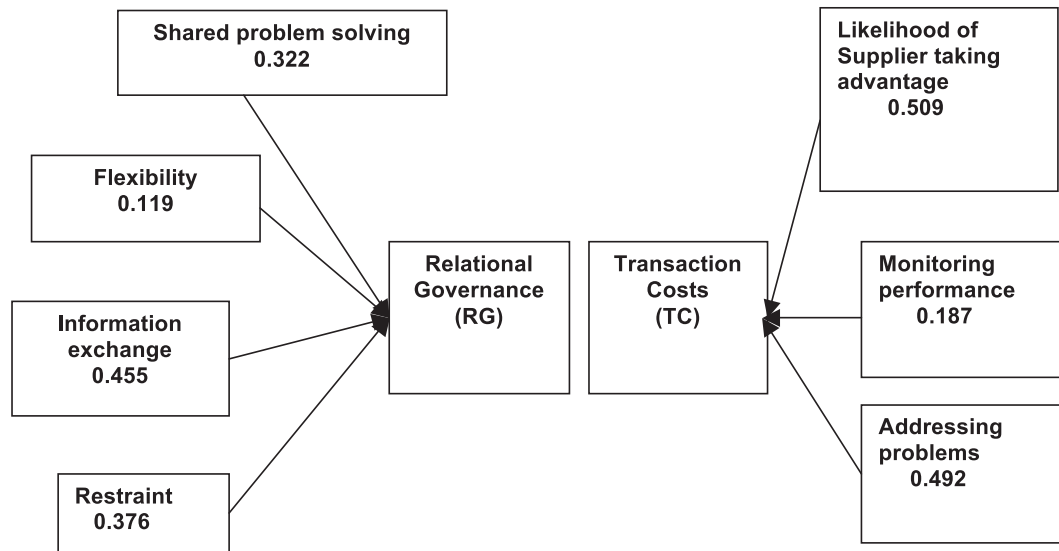 Shared problem solving
0.322
Flexibility
0.119
Information
exchange
0.455
Restraint
0.376
Relational
Governance
(RG)
Transaction
Costs
(TC)
Likelihood of
Supplier taking
advantage
0.509
Monitoring
performance
0.187
Addressing
problems
0.492